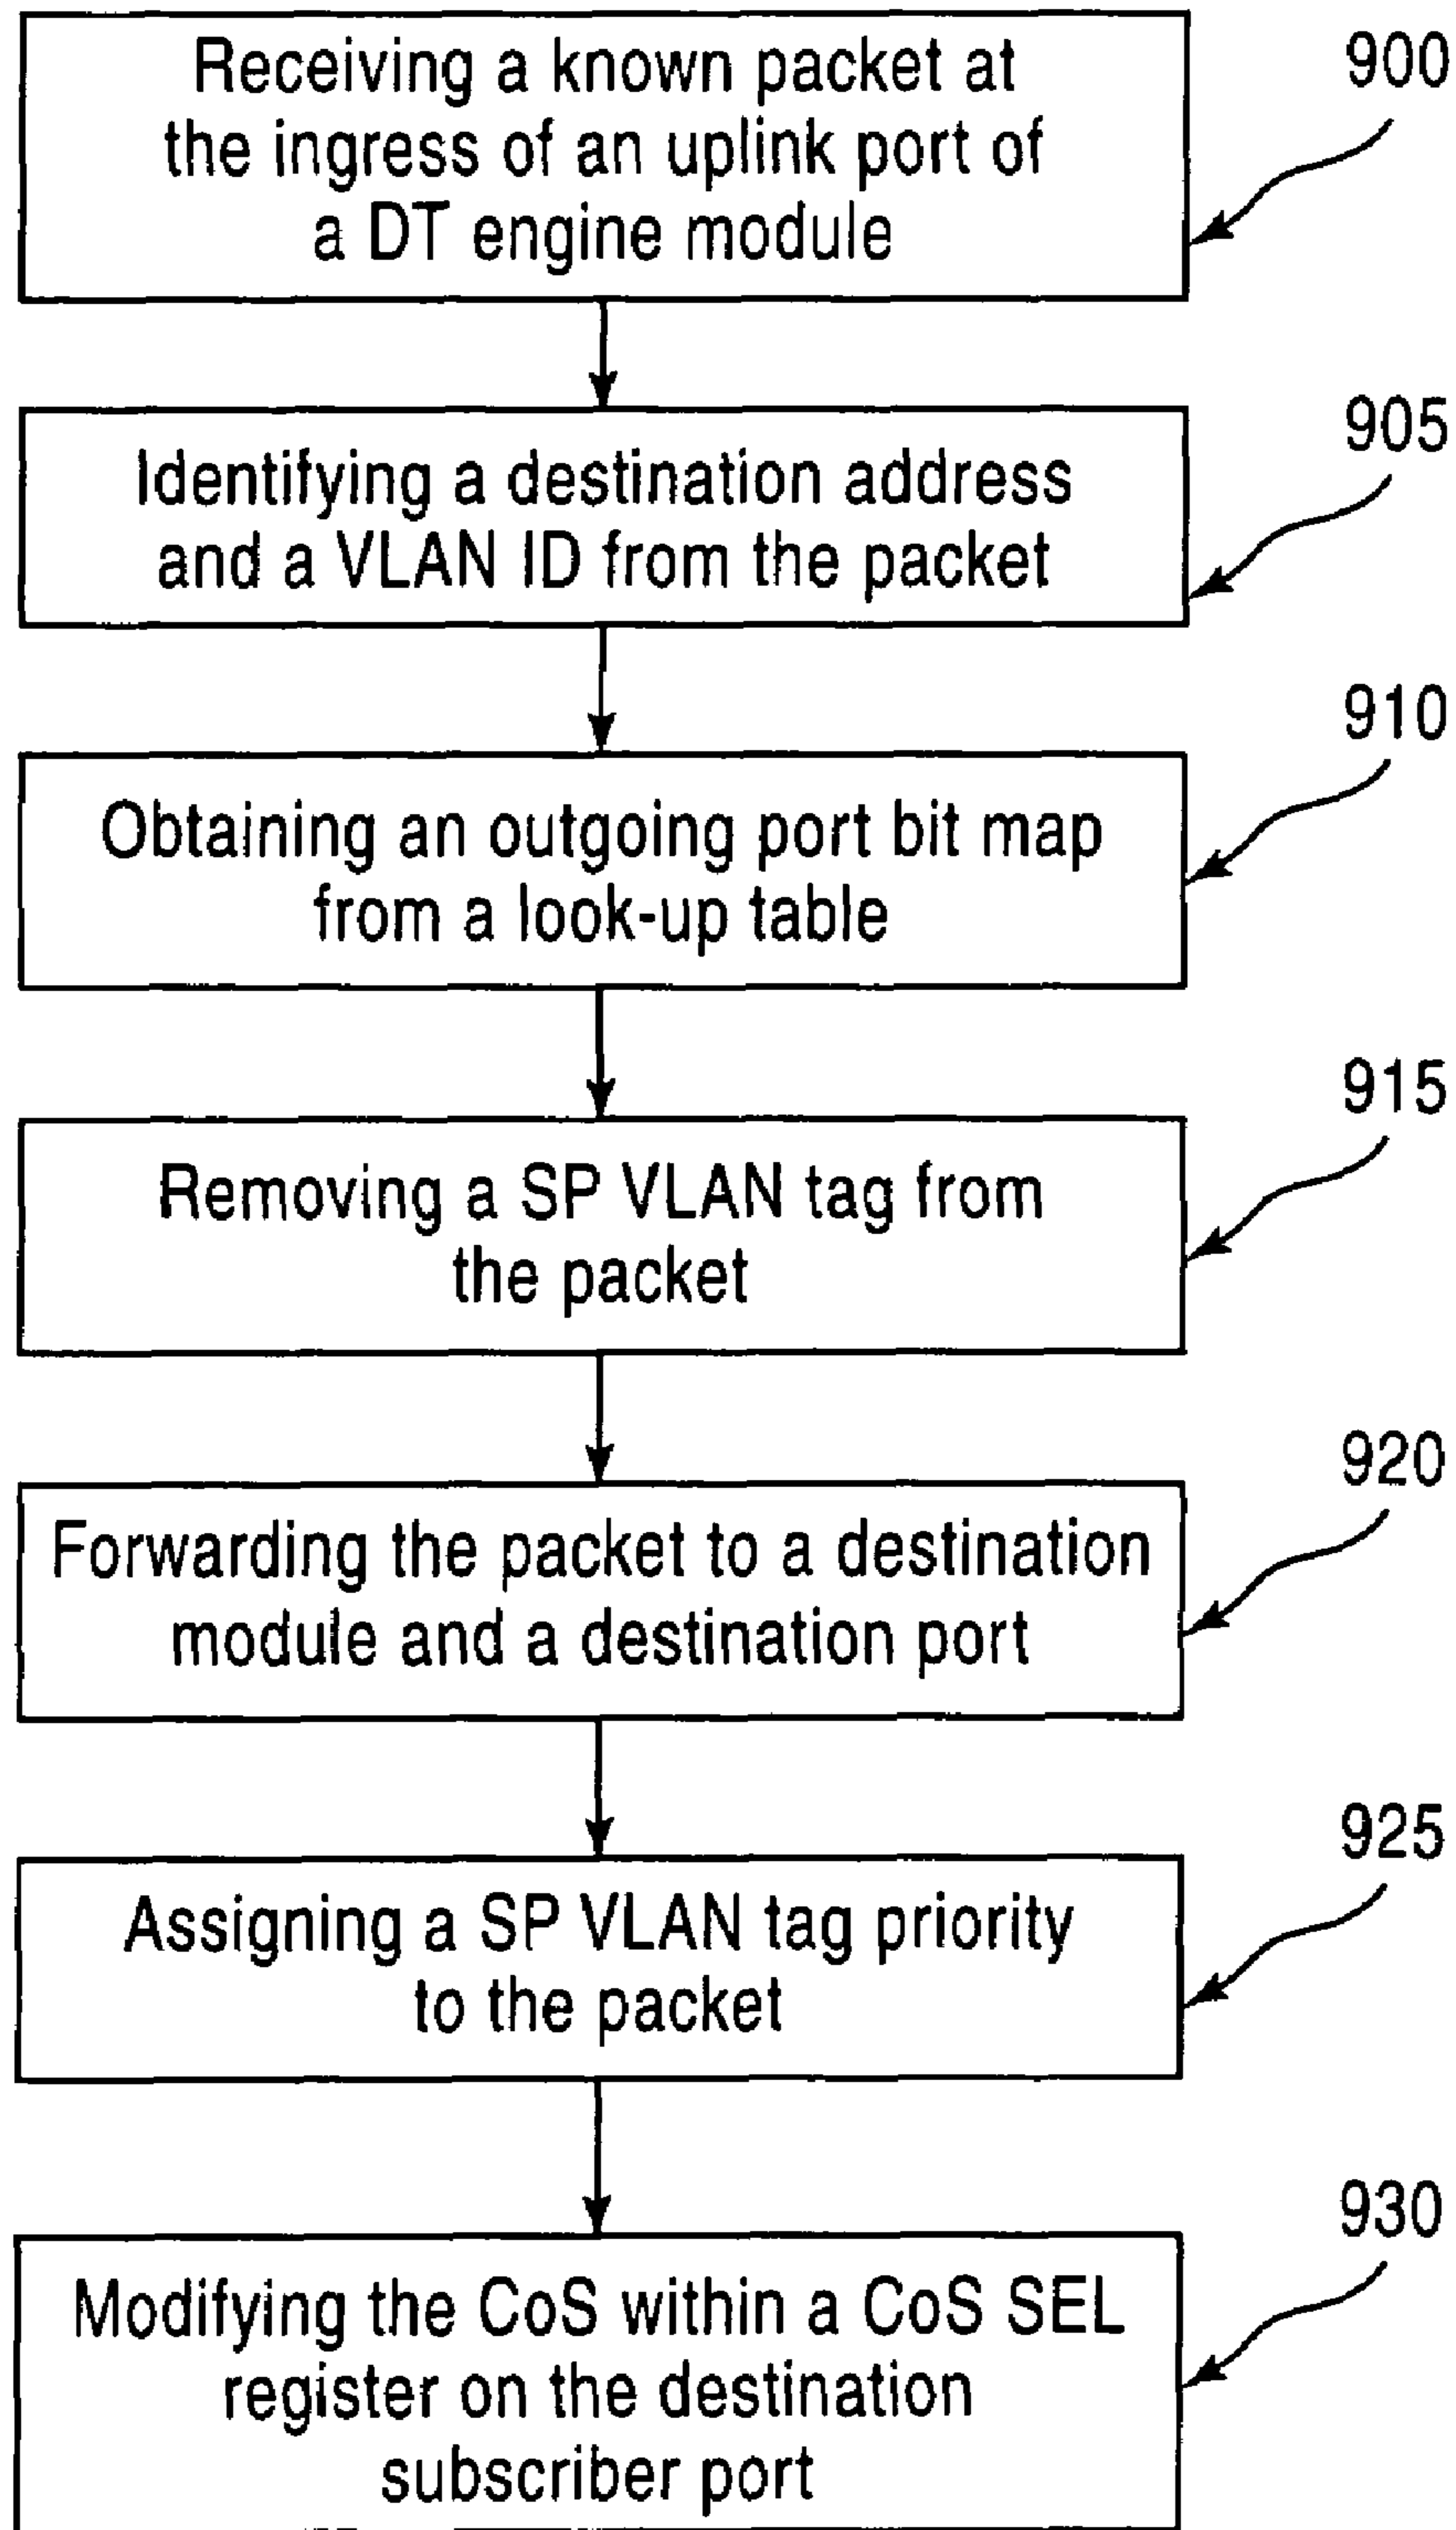 Receiving a known packet at
the ingress of an uplink port of
a DT engine module
900
Identifying a destination address
and a VLAN ID from the packet
905
Obtaining an outgoing port bit map
from a look-up table
910
Removing a SP VLAN tag from
the packet
915
Forwarding the packet to a destination
module and a destination port
920
Assigning a SP VLAN tag priority
to the packet
925
Modifying the CoS within a CoS SEL
register on the destination
subscriber port
930